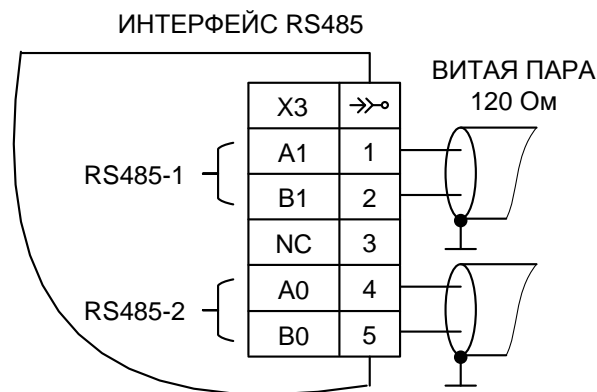 ИНТЕРФЕЙС RS485
ВИТАЯ ПАРА
120 Ом
X3
A1 1
RS485-1
B1 2
NC 3
A0 4
RS485-2
B0 5